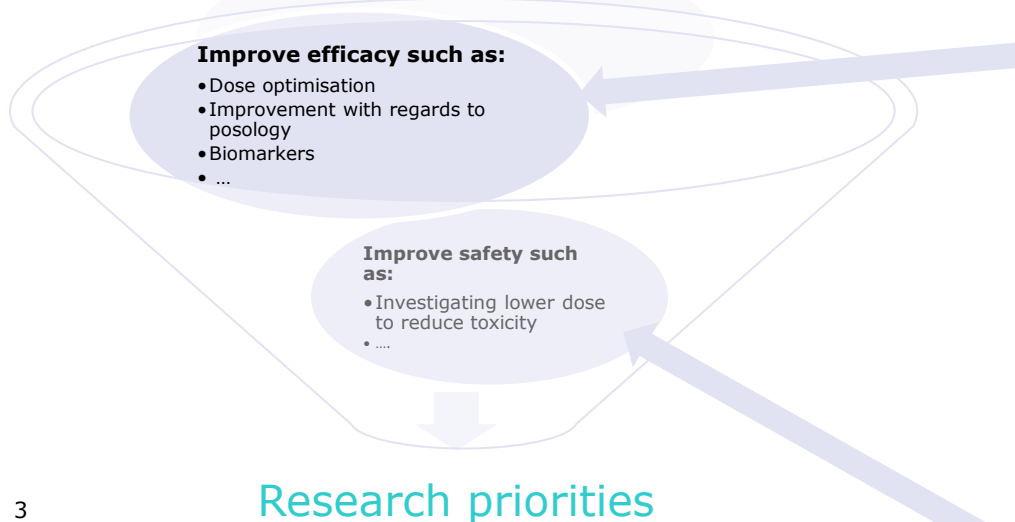 Improve efficacy such as:
•Dose optimisation
•Improvement with regards to
posology
•Biomarkers
• …
Improve safety such
as:
•Investigating lower dose
to reduce toxicity
• ….
3
Research priorities